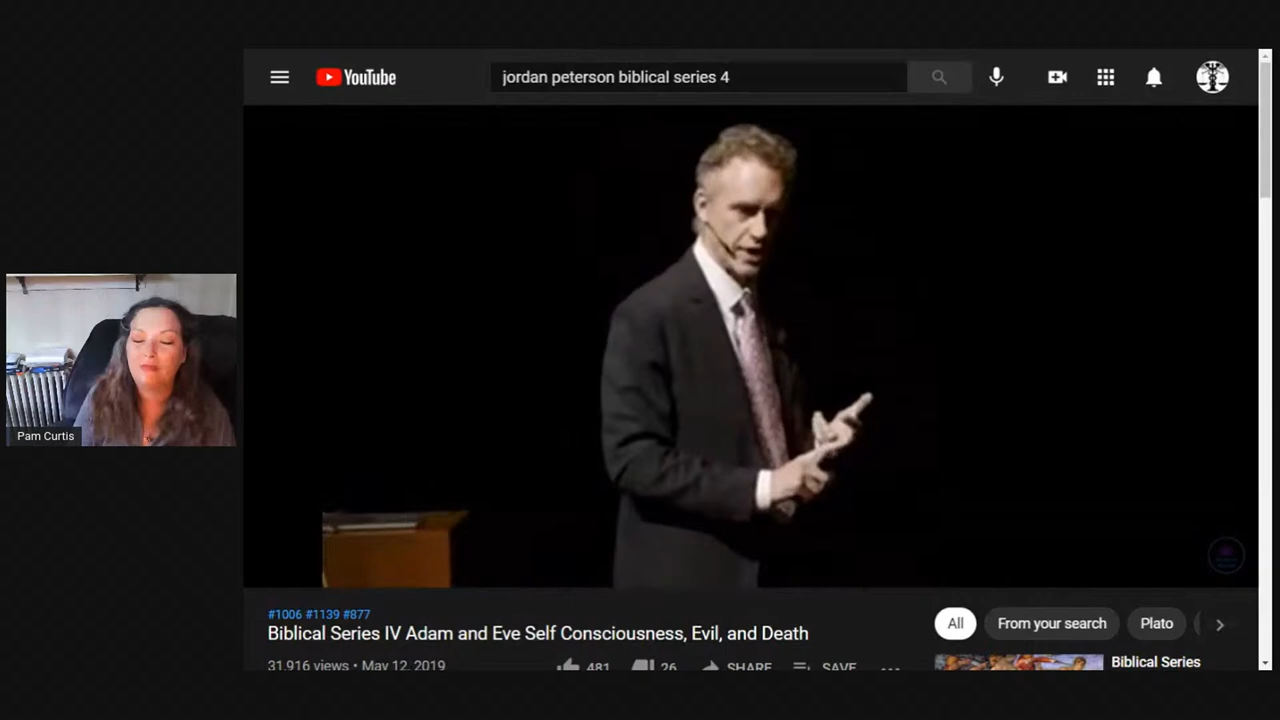 YouTube
jordan peterson biblical series 4
Pam Curtis
#1006 #1139 #877
Biblical Series IV Adam and Eve Self Consciousness, Evil, and Death
31,916 views • May 12, 2019
481
26
SHARE
SAVE
All
From your search
Plato
Biblical Series